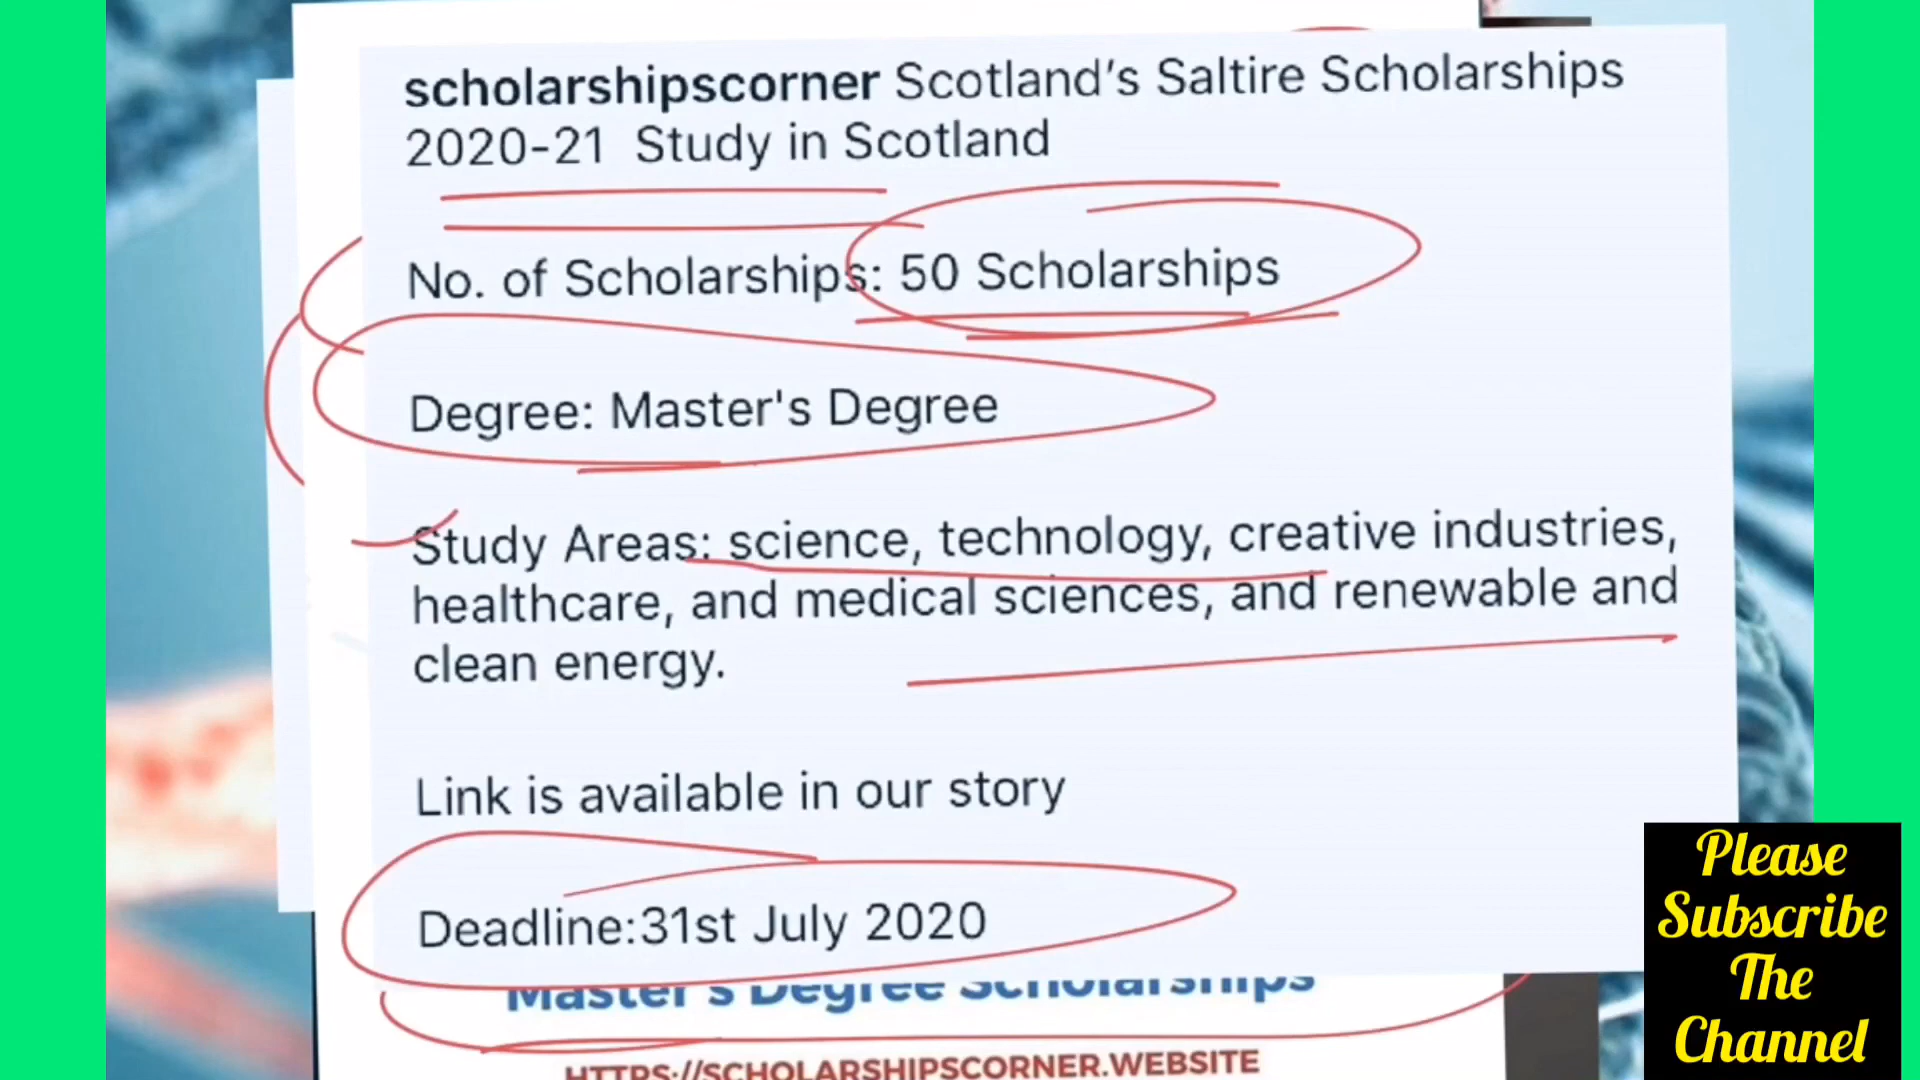 scholarshipscorner Scotland's Saltire Scholarships
2020-21 Study in Scotland
No. of Scholarships: 50 Scholarships
Degree: Master's Degree
Study Areas: science, technology, creative industries,
healthcare, and medical sciences, and renewable and
clean energy.
Link is available in our story
Deadline:31st July 2020
Master's Degree Scholarships
HTTPS://SCHOLARSHIPSCORNER.WEBSITE
Please
Subscribe
The
Channel